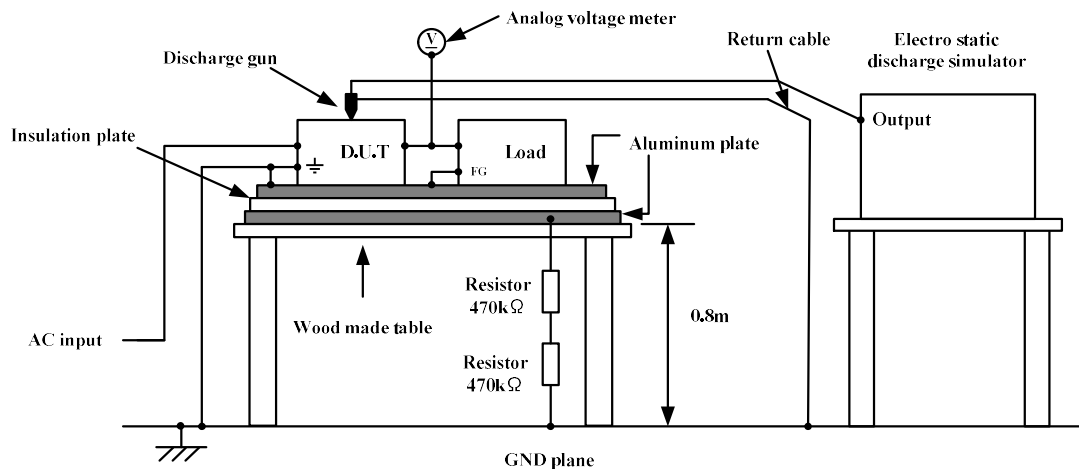 Analog voltage meter
V
Return cable
Electro static
discharge simulator
Discharge gun
Output
Insulation plate
D.U.T
Load
Aluminum plate
FG
Resistor
470kΩ
0.8m
Wood made table
AC input
Resistor
470kΩ
GND plane